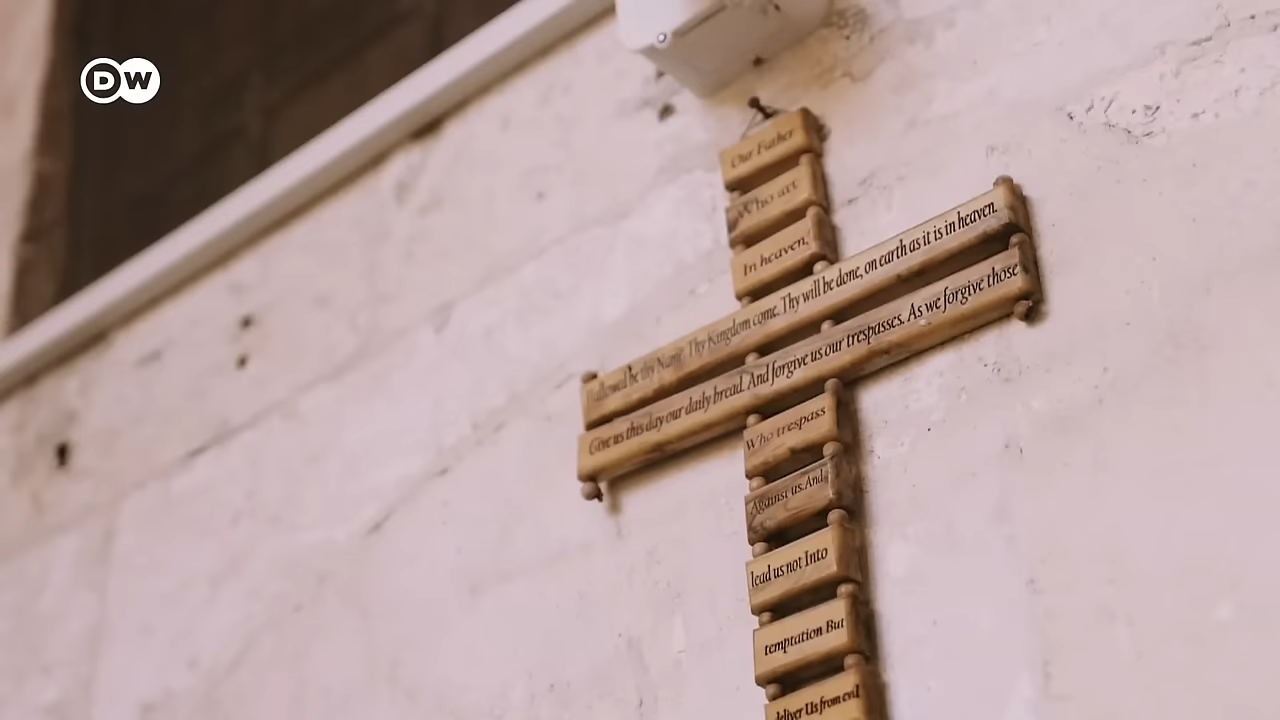 DW
Our Father
Who art
In heaven,
Hallowed be thy Name. Thy Kingdom come. Thy will be done, on earth as it is in heaven.
Give us this day our daily bread. And forgive us our trespasses. As we forgive those
Who trespass
Against us. And
lead us not Into
temptation But
deliver Us from evil